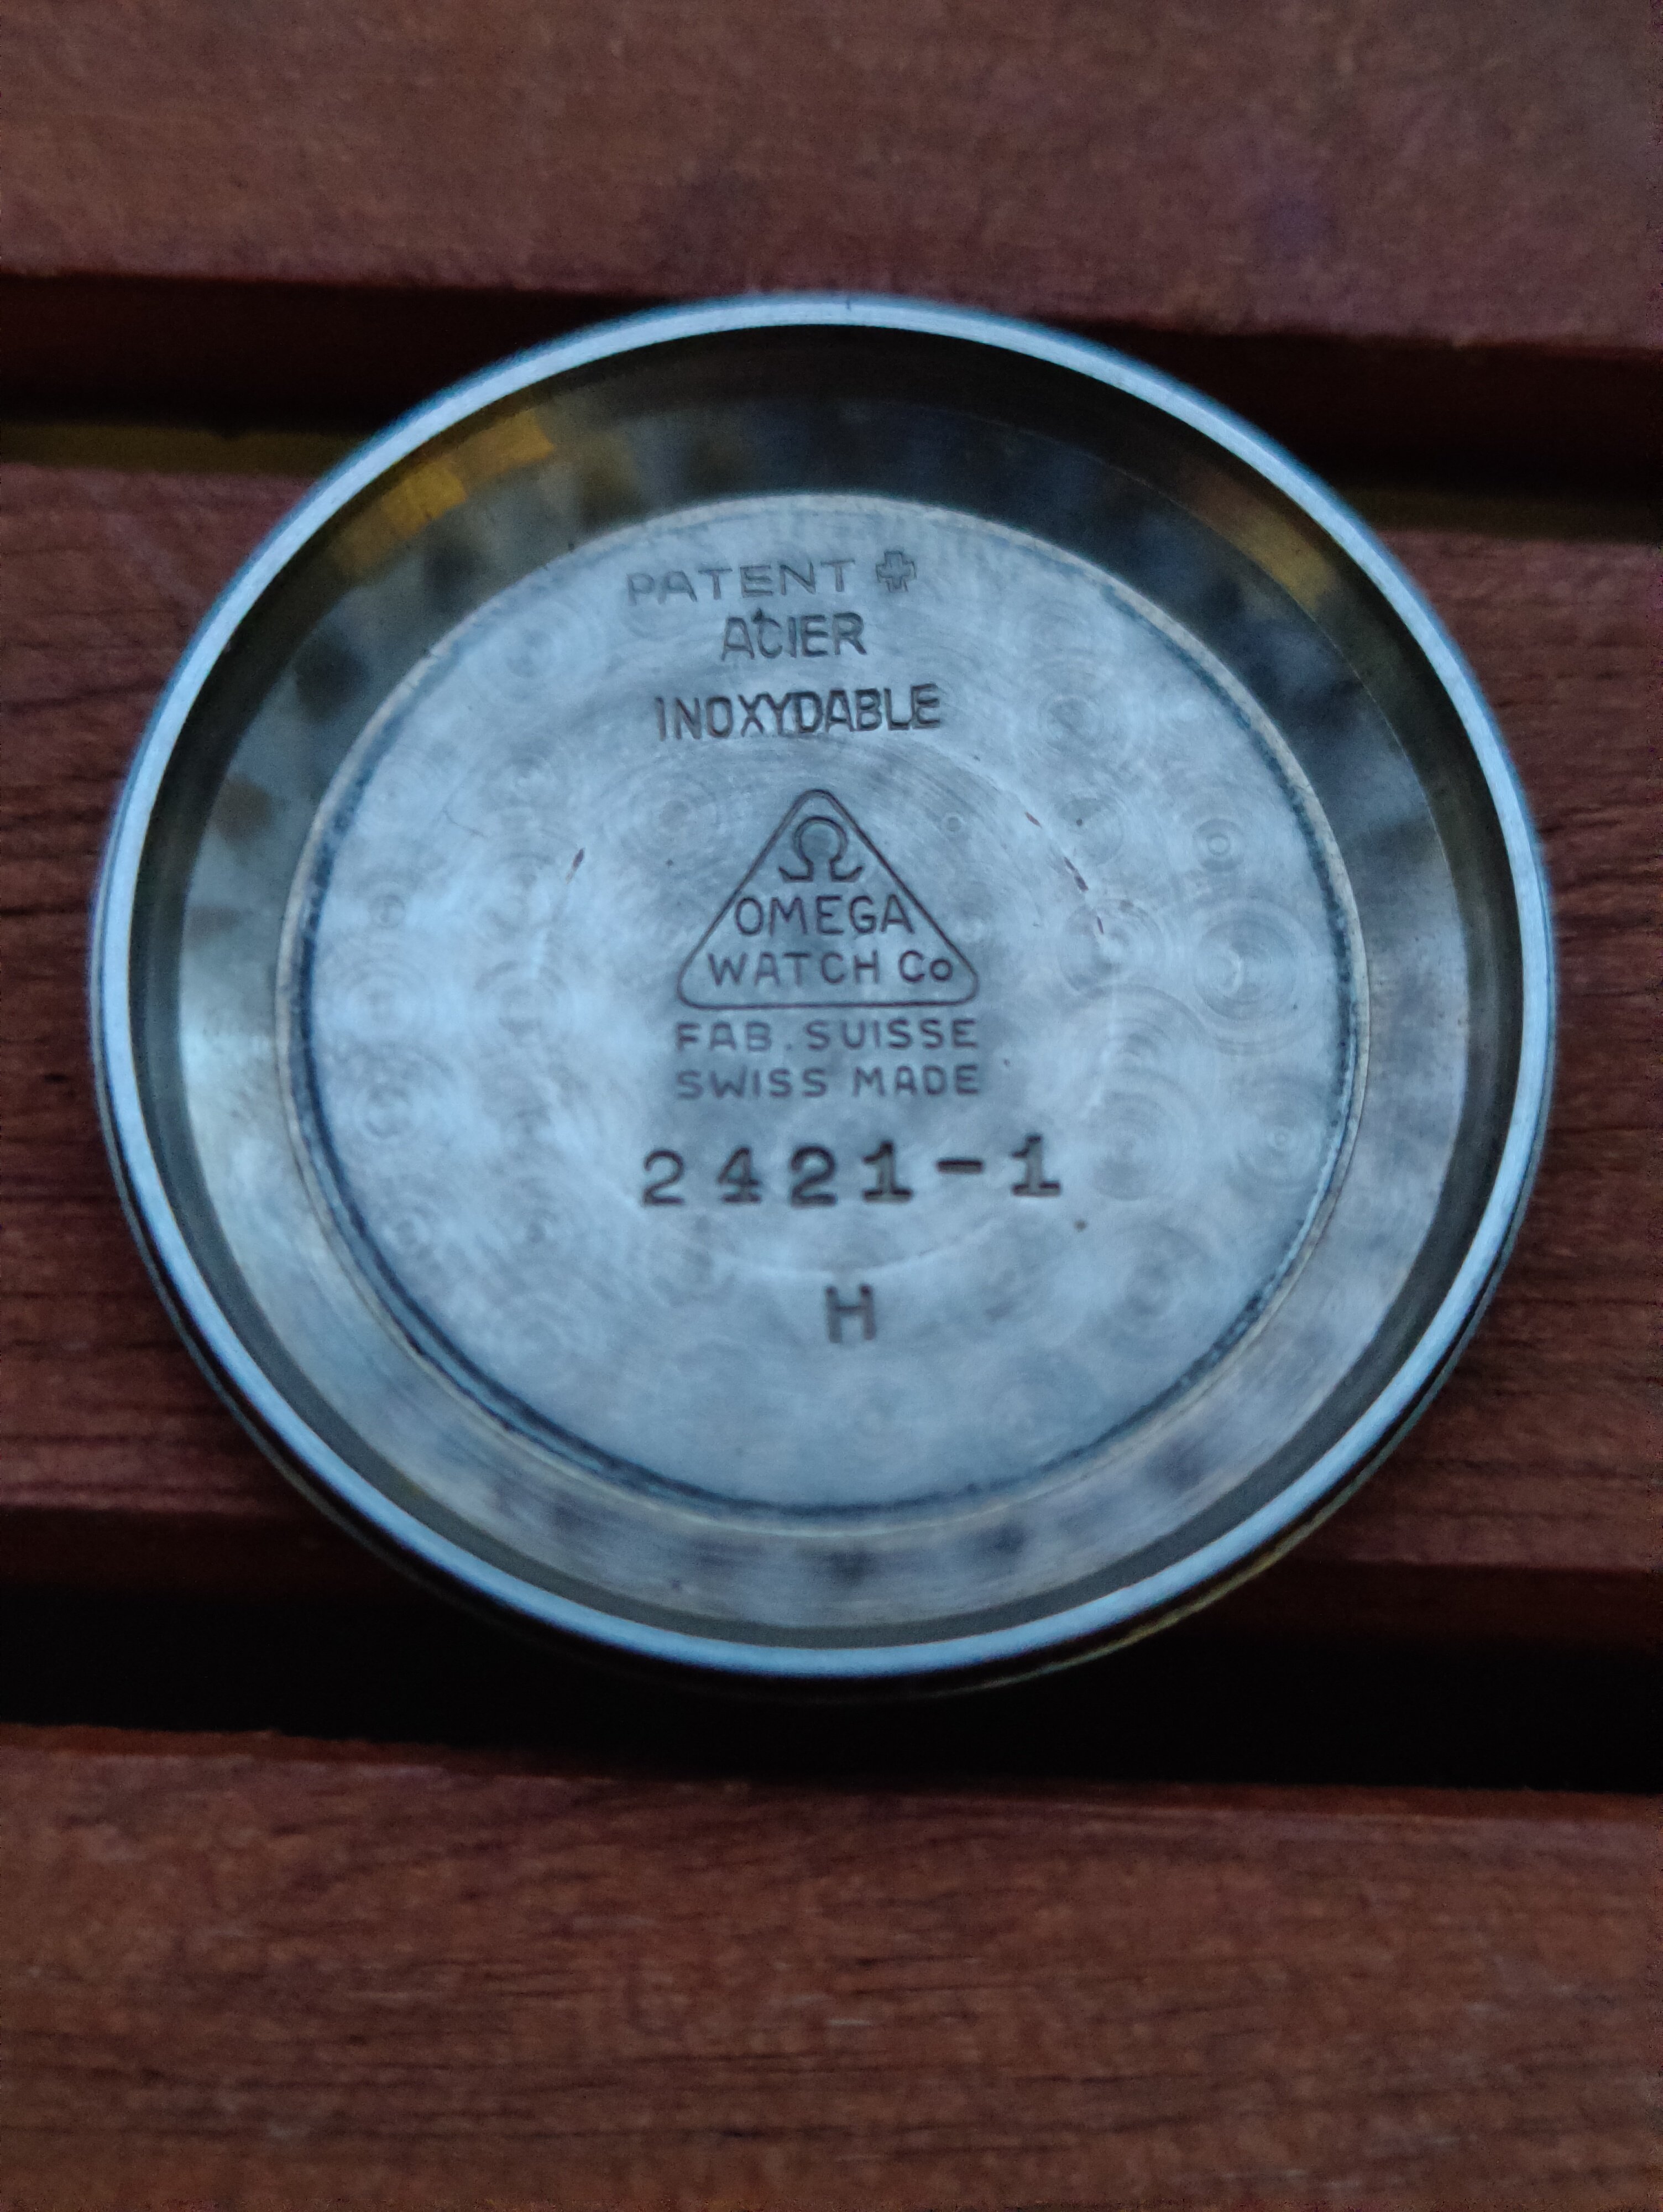 PATENT ✚
ACIER
INOXYDABLE
Ω
OMEGA
WATCH Co
FAB. SUISSE
SWISS MADE
2421-1
H